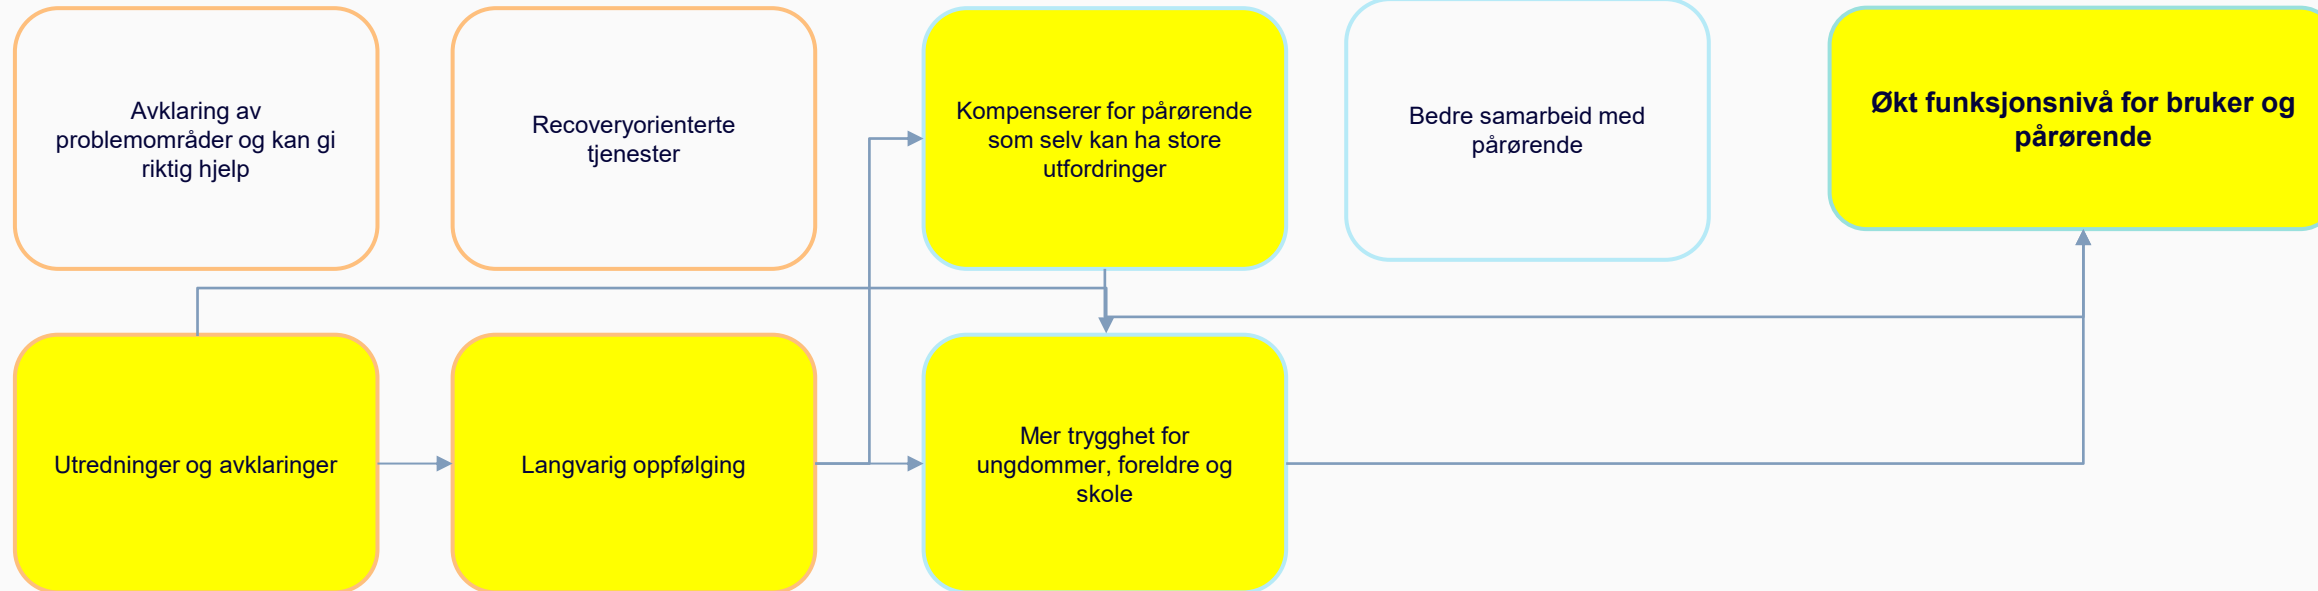 Avklaring av
problemområder og kan gi
riktig hjelp
Recoveryorienterte
tjenester
Kompenserer for pårørende
som selv kan ha store
utfordringer
Bedre samarbeid med
pårørende
Økt funksjonsnivå for bruker og
pårørende
Utredninger og avklaringer
Langvarig oppfølging
Mer trygghet for
ungdommer, foreldre og
skole